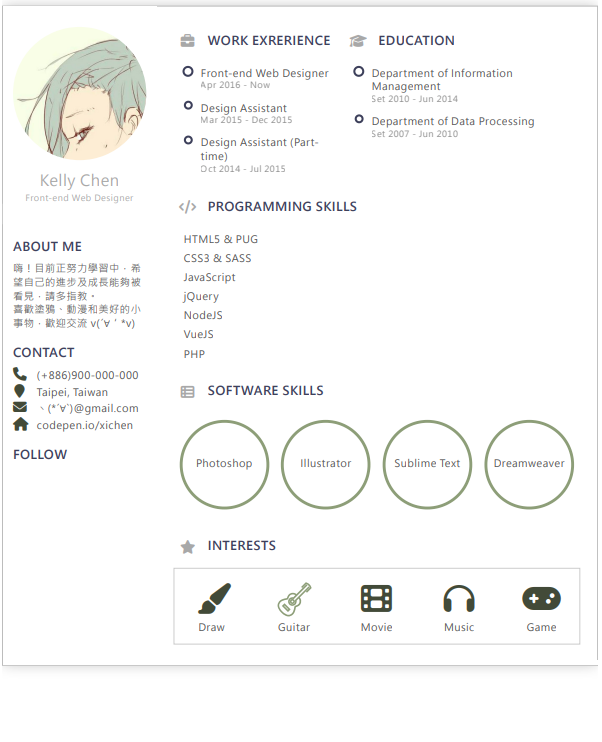 Kelly Chen
Front-end Web Designer
ABOUT ME
嗨！目前正努力學習中，希
望自己的進步及成長能夠被
看見，請多指教。
喜歡塗鴉、動漫和美好的小
事物，歡迎交流 v(´∀ ' *v)
CONTACT
(+886)900-000-000
Taipei, Taiwan
ヽ(*´∀`)@gmail.com
codepen.io/xichen
FOLLOW
WORK EXRERIENCE
Front-end Web Designer
Apr 2016 - Now
Design Assistant
Mar 2015 - Dec 2015
Design Assistant (Part-
time)
Oct 2014 - Jul 2015
EDUCATION
Department of Information
Management
Set 2010 - Jun 2014
Department of Data Processing
Set 2007 - Jun 2010
PROGRAMMING SKILLS
HTML5 & PUG
CSS3 & SASS
JavaScript
jQuery
NodeJS
VueJS
PHP
SOFTWARE SKILLS
Photoshop
Illustrator
Sublime Text
Dreamweaver
INTERESTS
Draw
Guitar
Movie
Music
Game